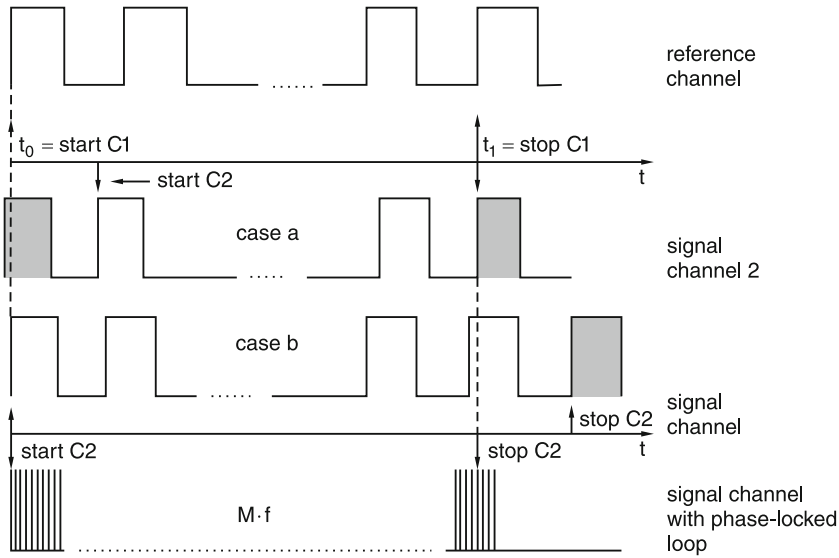 reference
channel
t0 = start C1
t1 = stop C1
t
start C2
case a
signal
channel 2
case b
signal
channel
stop C2
t
start C2
stop C2
M·f
signal channel
with phase-locked
loop